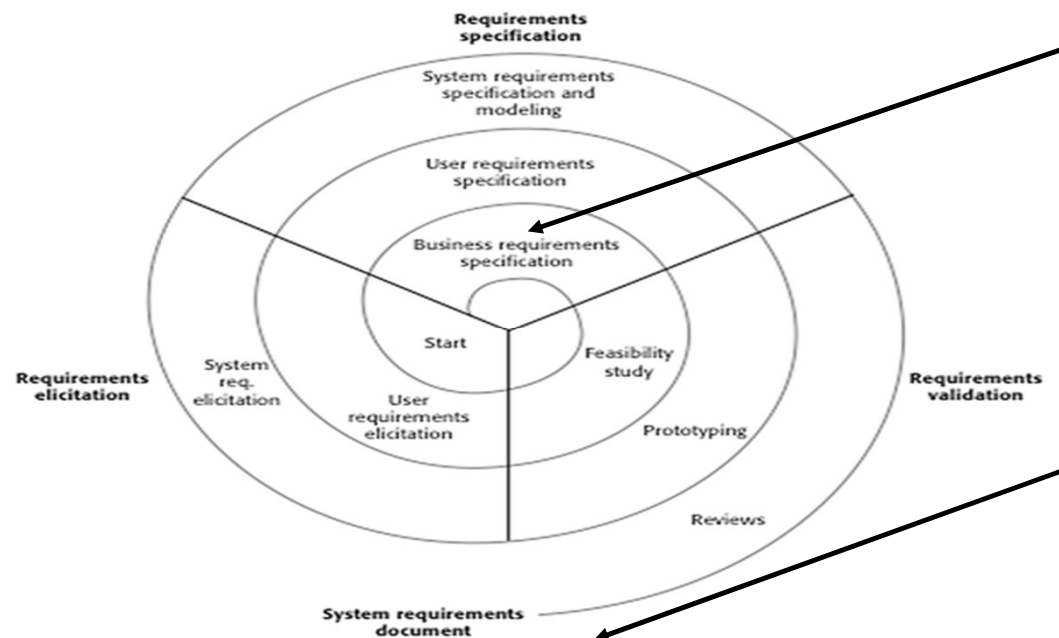 Requirements
specification
System requirements
specification and
modeling
User requirements
specification
Business requirements
specification
Start
Feasibility
study
System
req.
elicitation
Requirements
elicitation
Requirements
validation
User
requirements
elicitation
Prototyping
Reviews
System requirements
document